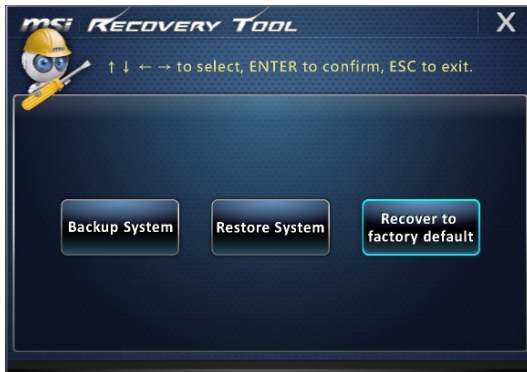 msi RECOVERY TOOL X
↑ ↓ ← → to select, ENTER to confirm, ESC to exit.
Backup System
Restore System
Recover to
factory default